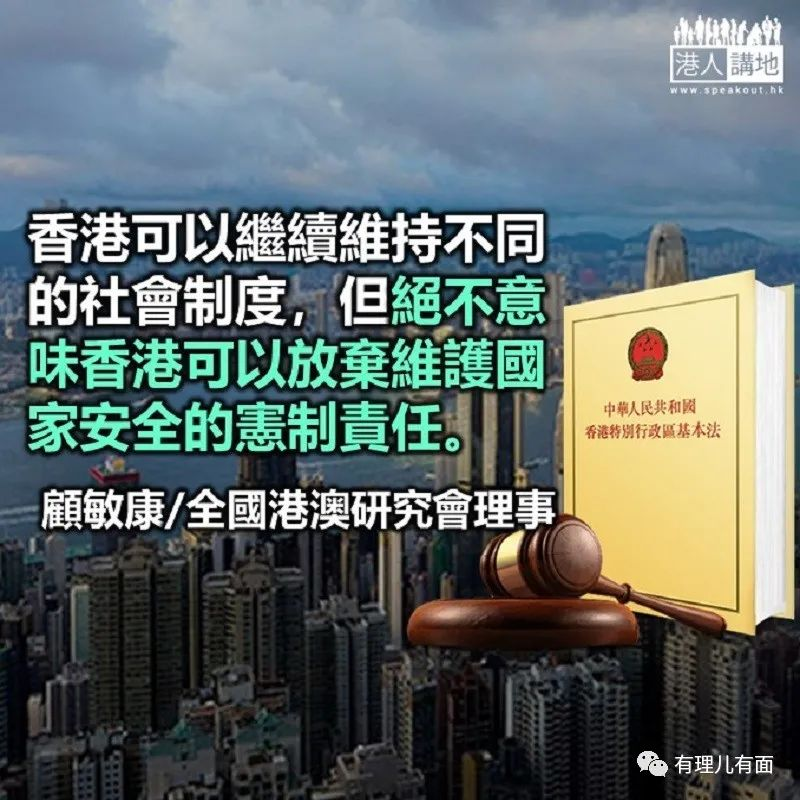 港人講地
www.speakout.hk
香港可以繼續維持不同
的社會制度，但絕不意
味香港可以放棄維護國
家安全的憲制責任。
顧敏康/全國港澳研究會理事
中華人民共和國
香港特別行政區基本法
有理儿有面